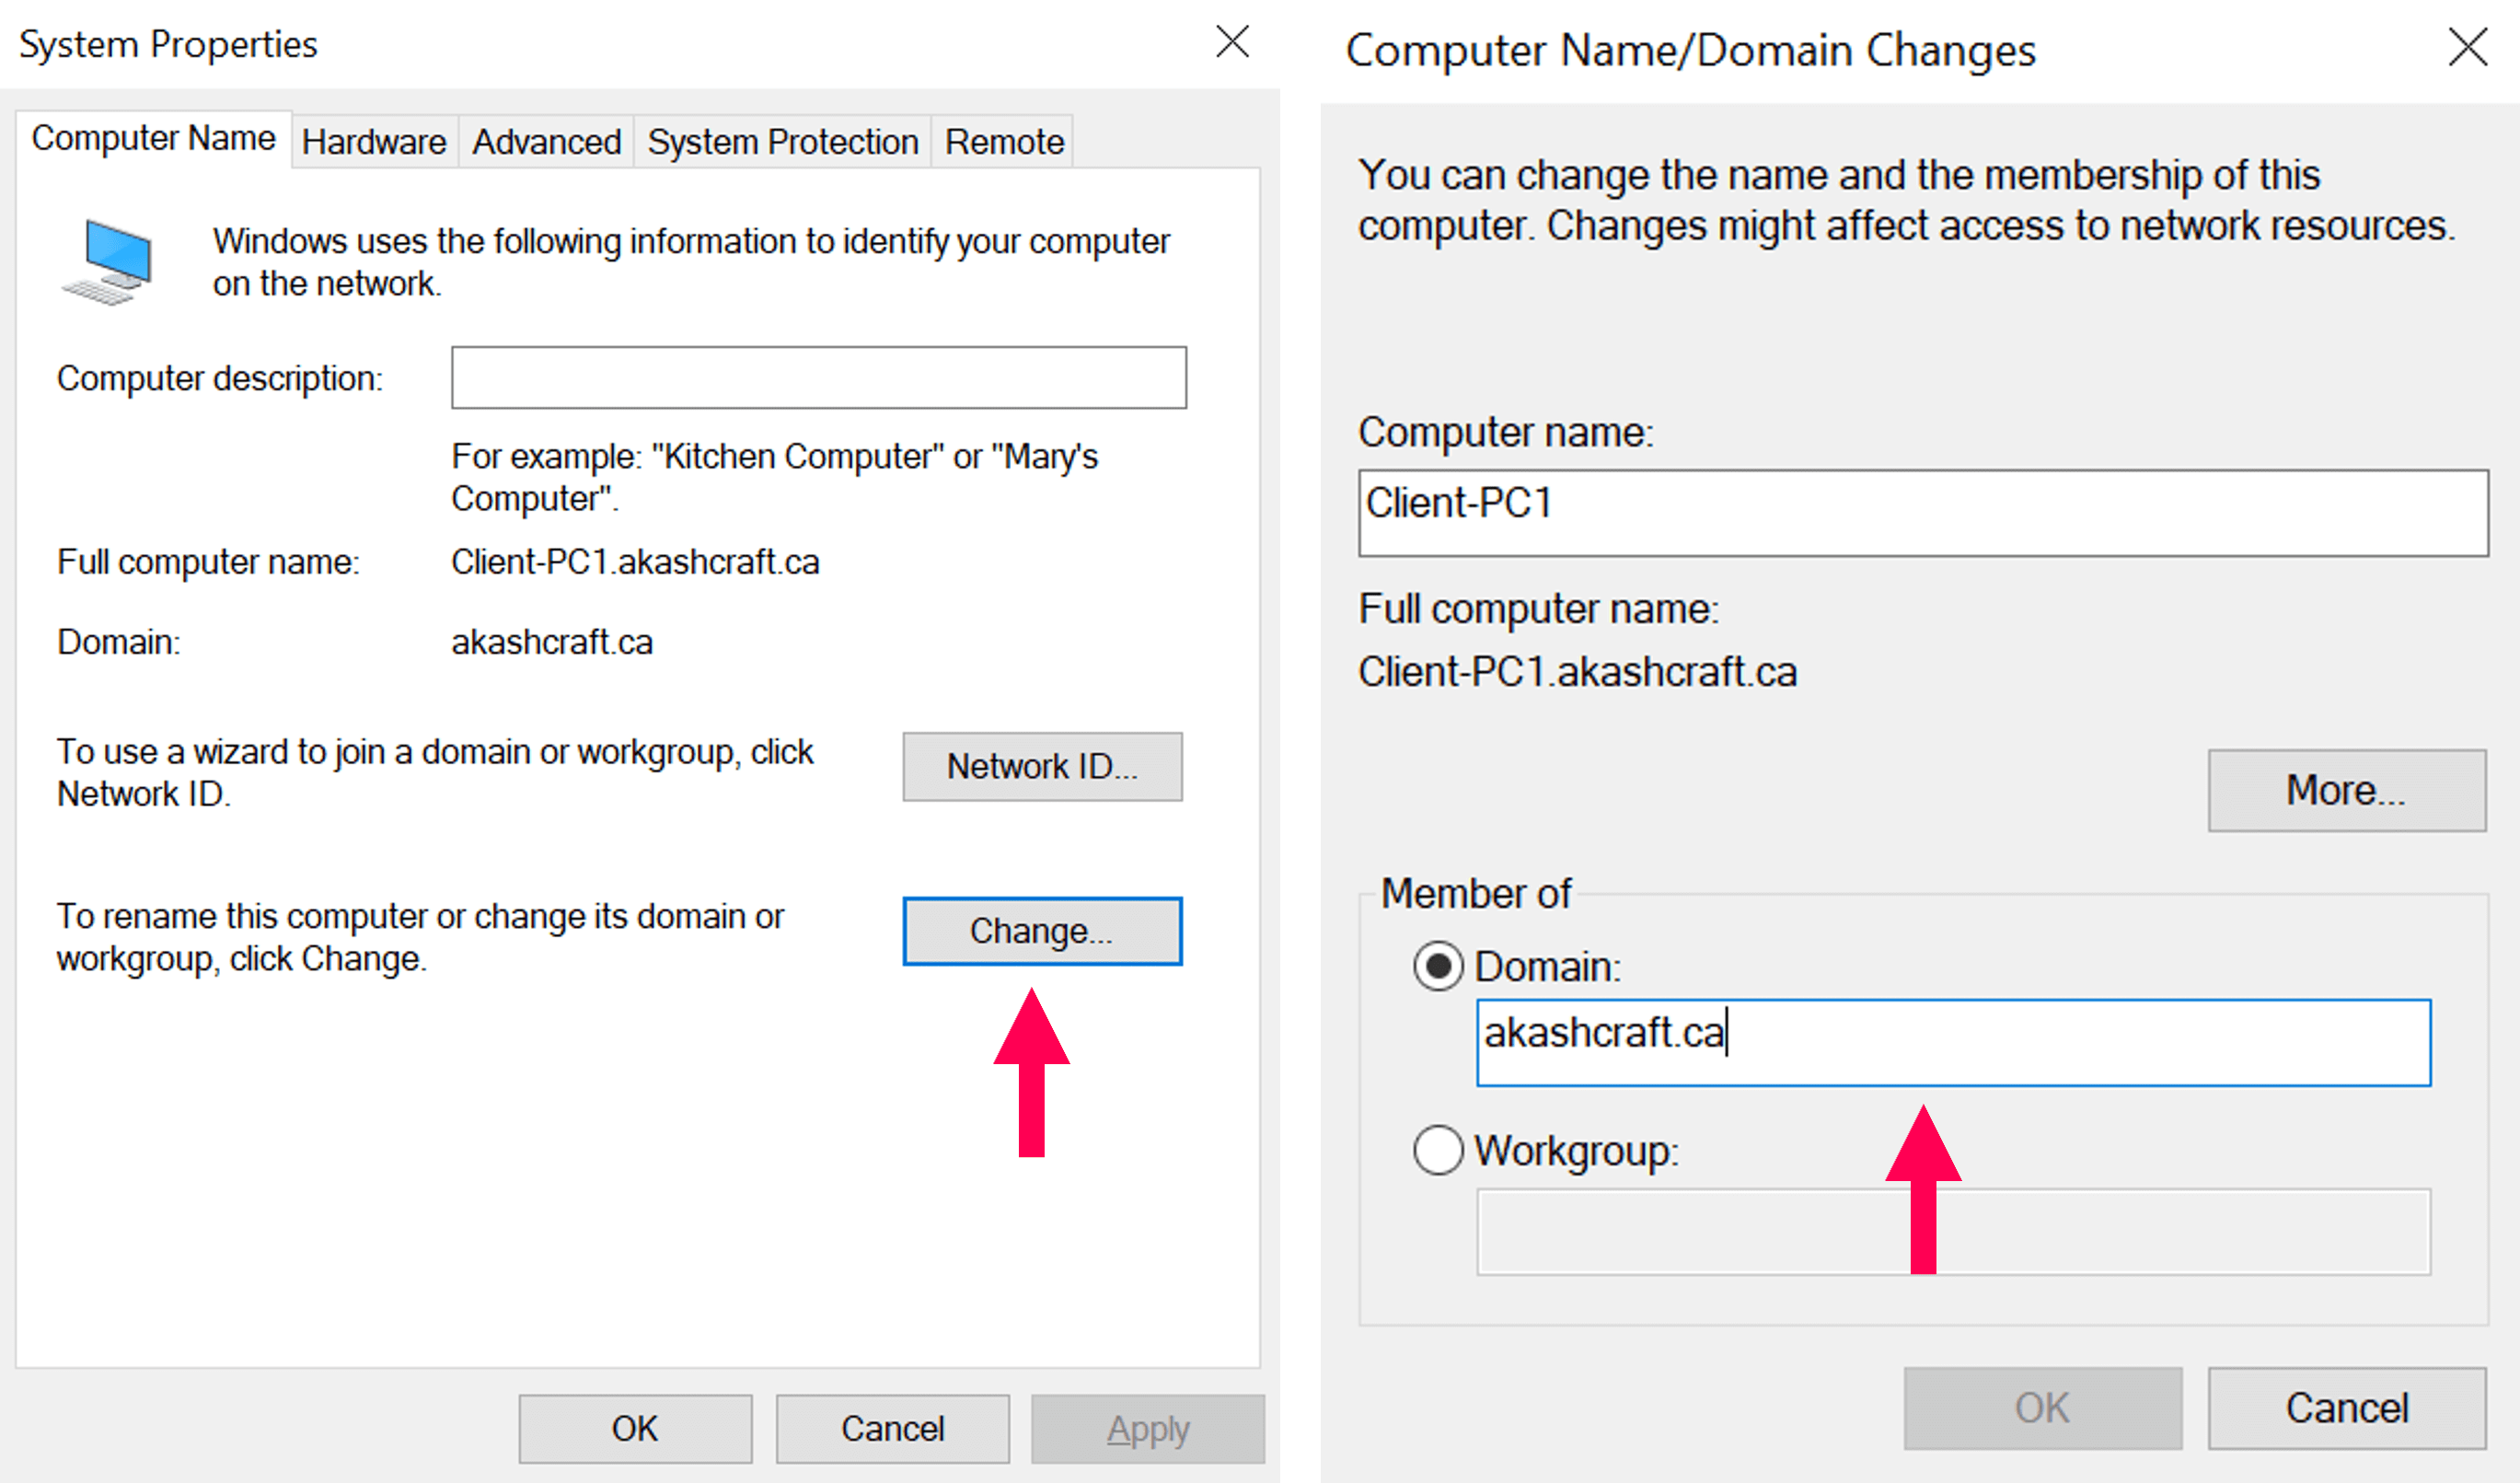 System Properties
Computer Name Hardware Advanced System Protection Remote
Windows uses the following information to identify your computer
on the network.
Computer description:
For example: "Kitchen Computer" or "Mary's
Computer".
Full computer name: Client-PC1.akashcraft.ca
Domain: akashcraft.ca
To use a wizard to join a domain or workgroup, click
Network ID.
Network ID...
To rename this computer or change its domain or
workgroup, click Change.
Change...
OK Cancel Apply
Computer Name/Domain Changes
You can change the name and the membership of this
computer. Changes might affect access to network resources.
Computer name:
Client-PC1
Full computer name:
Client-PC1.akashcraft.ca
More...
Member of
Domain:
akashcraft.ca
Workgroup:
OK Cancel